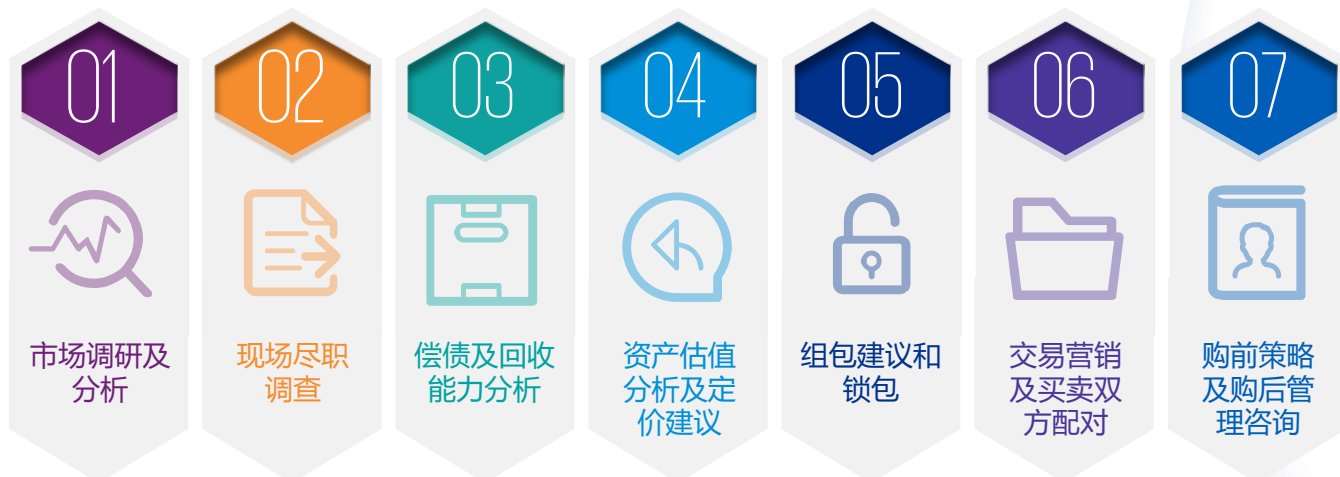 01
市场调研及
分析
02
现场尽职
调查
03
偿债及回收
能力分析
04
资产估值
分析及定
价建议
05
组包建议和
锁包
06
交易营销
及买卖双
方配对
07
购前策略
及购后管
理咨询